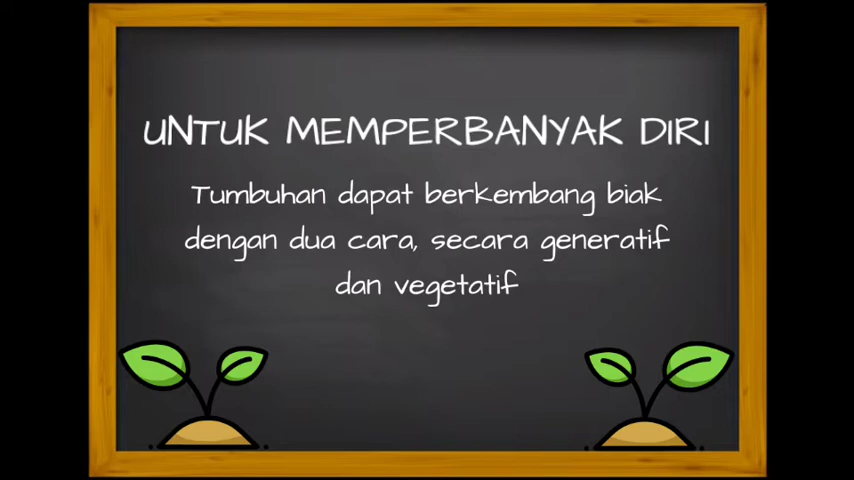 UNTUK MEMPERBANYAK DIRI
Tumbuhan dapat berkembang biak
dengan dua cara, secara generatif
dan vegetatif